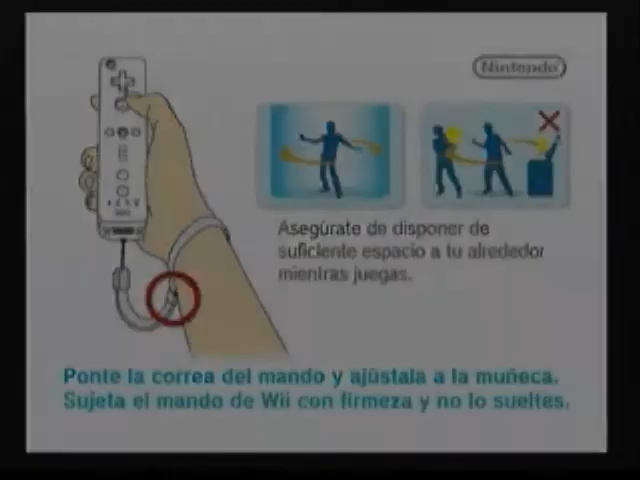 Nintendo
Asegúrate de disponer de
suficiente espacio a tu alrededor
mientras juegas.
Ponte la correa del mando y ajústala a la muñeca.
Sujeta el mando de Wii con firmeza y no lo sueltes.